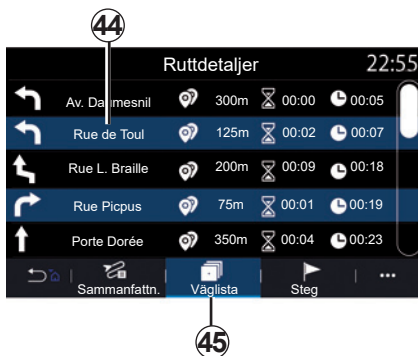 44
Ruttdetaljer 22:55
Av. Daumesnil 300m 00:00 00:05
Rue de Toul 125m 00:02 00:07
Rue L. Braille 200m 00:09 00:18
Rue Picpus 75m 00:01 00:19
Porte Dorée 350m 00:04 00:23
Sammanfattn. Väglista Steg ...
45